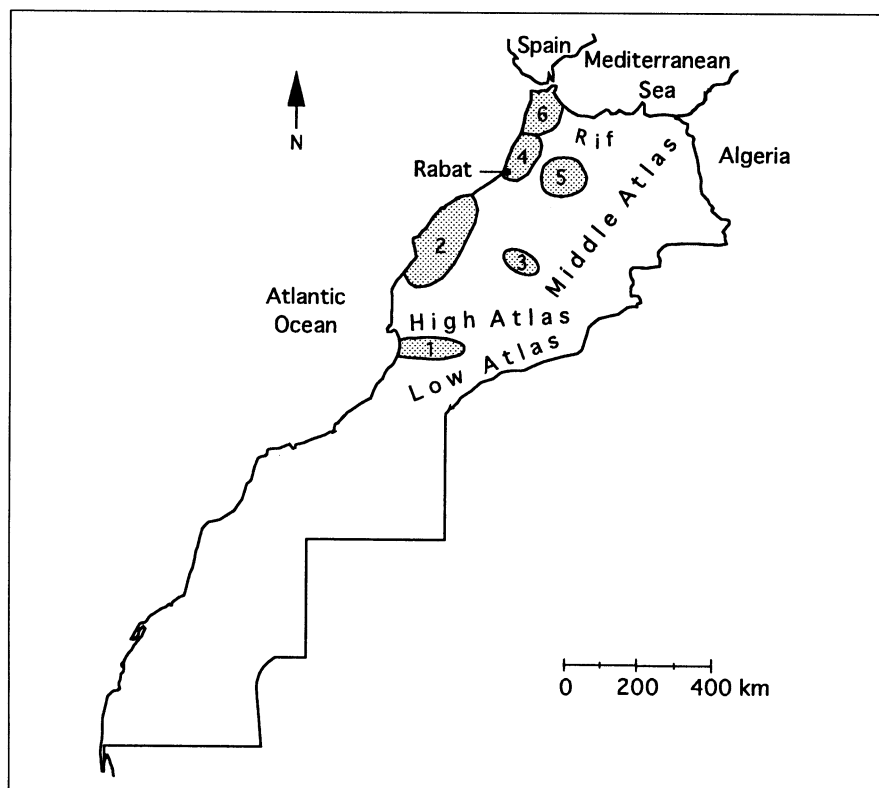 Spain
Mediterranean
Sea
N
6
Rif
4
Rabat
5
Algeria
Middle Atlas
2
3
Atlantic
Ocean
High Atlas
1
Low Atlas
0 200 400 km